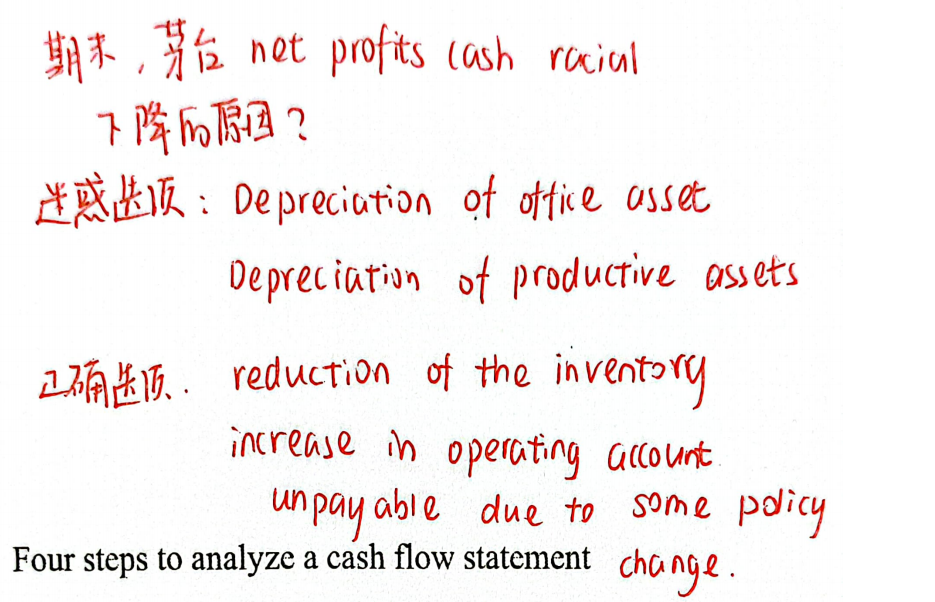 期末，茅台 net profits cash racial
下降的原因？
迷惑选项：Depreciation of office asset
Depreciation of productive assets
正确选项．reduction of the inventory
increase in operating account
unpayable due to some policy
Four steps to analyze a cash flow statement change.